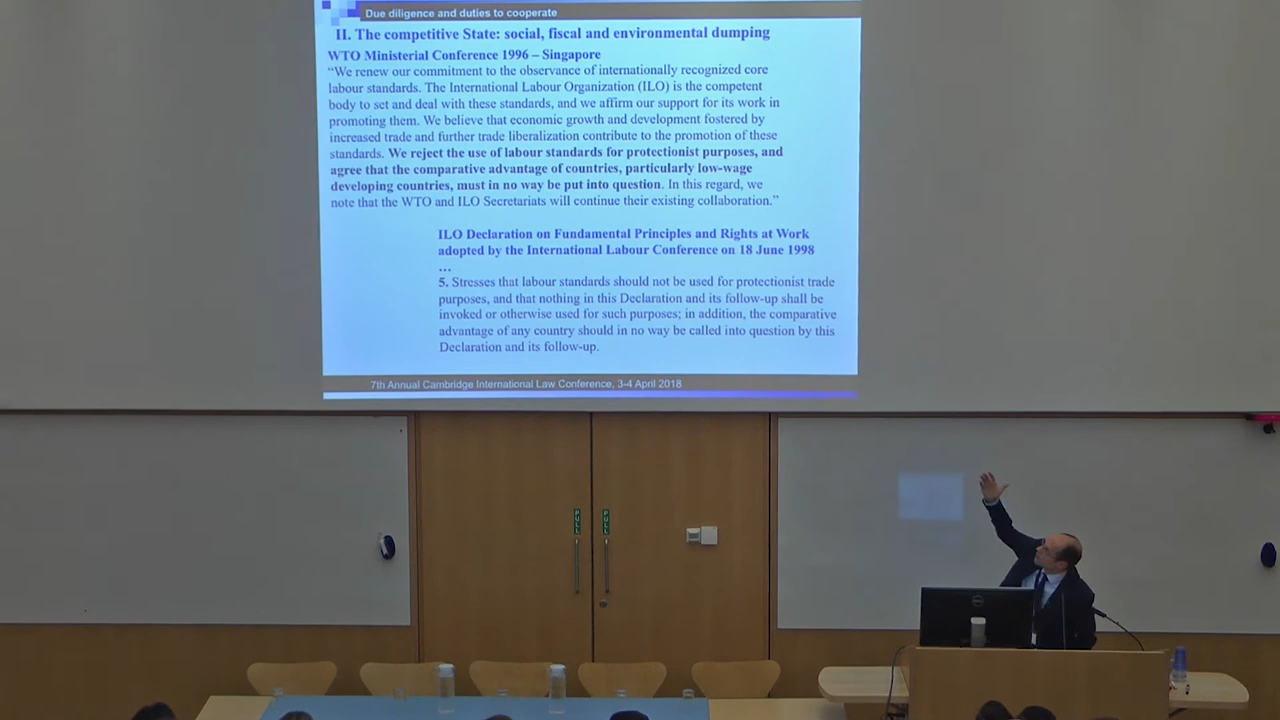 Due diligence and duties to cooperate
II. The competitive State: social, fiscal and environmental dumping
WTO Ministerial Conference 1996 – Singapore
“We renew our commitment to the observance of internationally recognized core
labour standards. The International Labour Organization (ILO) is the competent
body to set and deal with these standards, and we affirm our support for its work in
promoting them. We believe that economic growth and development fostered by
increased trade and further trade liberalization contribute to the promotion of these
standards. We reject the use of labour standards for protectionist purposes, and
agree that the comparative advantage of countries, particularly low-wage
developing countries, must in no way be put into question. In this regard, we
note that the WTO and ILO Secretariats will continue their existing collaboration.”
ILO Declaration on Fundamental Principles and Rights at Work
adopted by the International Labour Conference on 18 June 1998
...
5. Stresses that labour standards should not be used for protectionist trade
purposes, and that nothing in this Declaration and its follow-up shall be
invoked or otherwise used for such purposes; in addition, the comparative
advantage of any country should in no way be called into question by this
Declaration and its follow-up.
7th Annual Cambridge International Law Conference, 3-4 April 2018
PULL
PULL
DELL